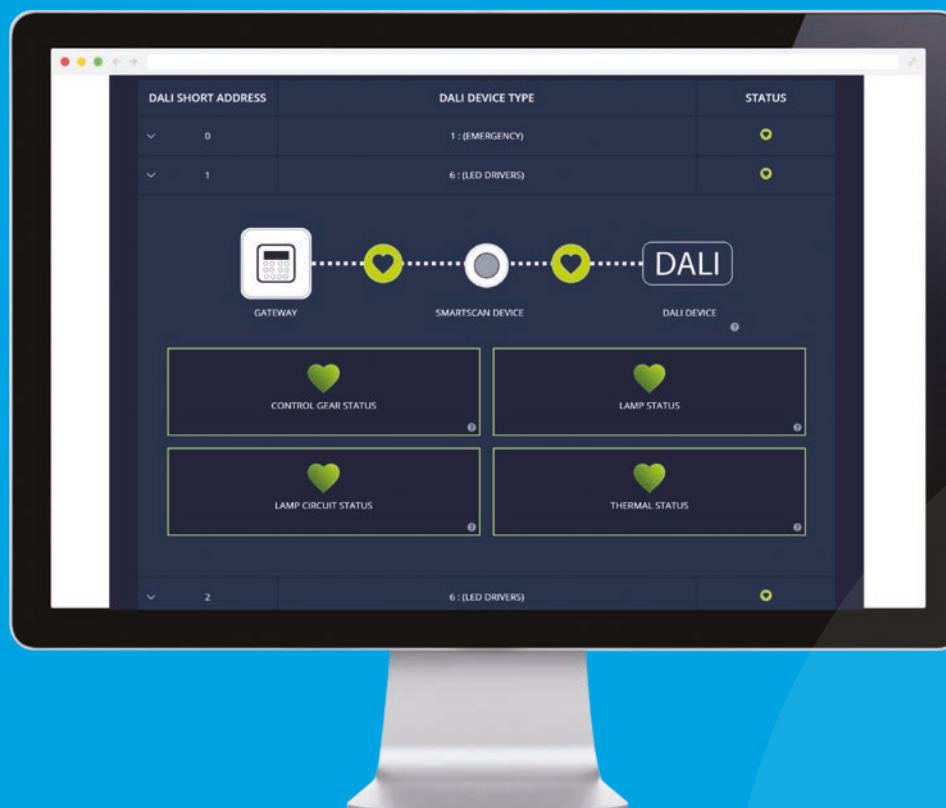 DALI SHORT ADDRESS DALI DEVICE TYPE STATUS
0 1 : (EMERGENCY)
1 6 : (LED DRIVERS)
DALI
GATEWAY SMARTSCAN DEVICE DALI DEVICE
?
CONTROL GEAR STATUS LAMP STATUS
? ?
LAMP CIRCUIT STATUS THERMAL STATUS
? ?
2 6 : (LED DRIVERS)